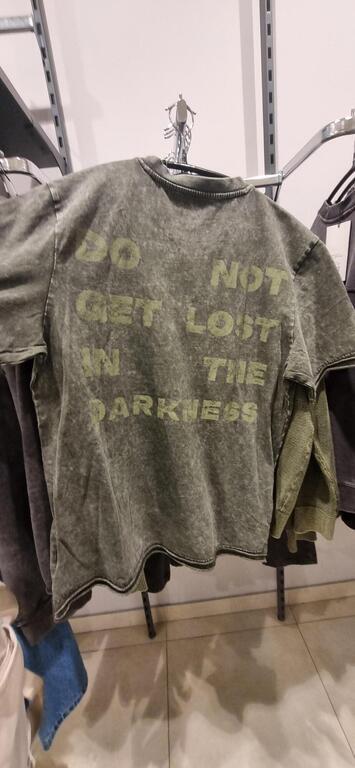 DO NOT
GET LOST
IN THE
DARKNESS